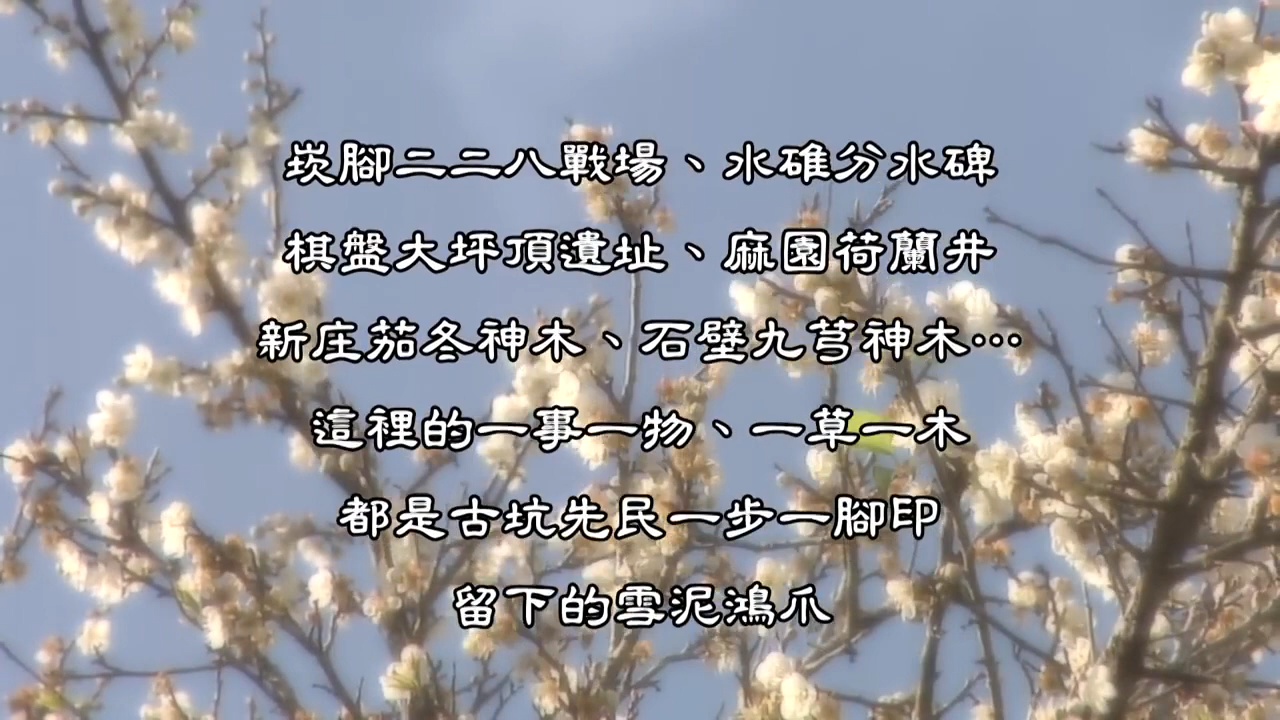 崁腳二二八戰場、水碓分水碑
棋盤大坪頂遺址、麻園荷蘭井
新庄茄冬神木、石壁九芎神木…
這裡的一事一物、一草一木
都是古坑先民一步一腳印
留下的雪泥鴻爪